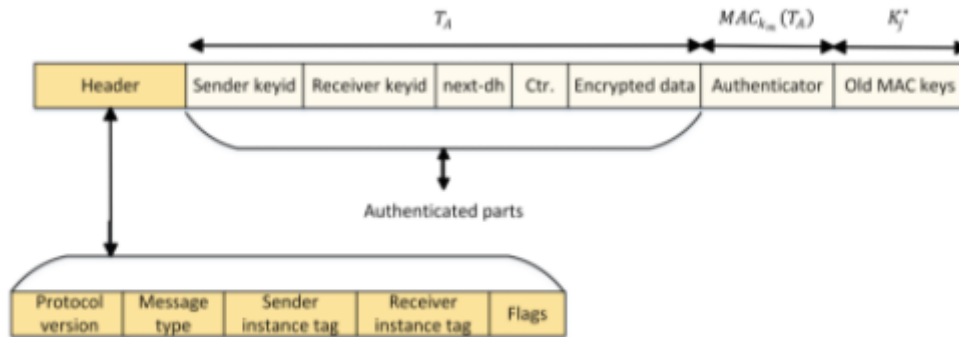 T_A
MAC_{k_m}(T_A)
K_j^*
Header
Sender keyid
Receiver keyid
next-dh
Ctr.
Encrypted data
Authenticator
Old MAC keys
Authenticated parts
Protocol
version
Message
type
Sender
instance tag
Receiver
instance tag
Flags